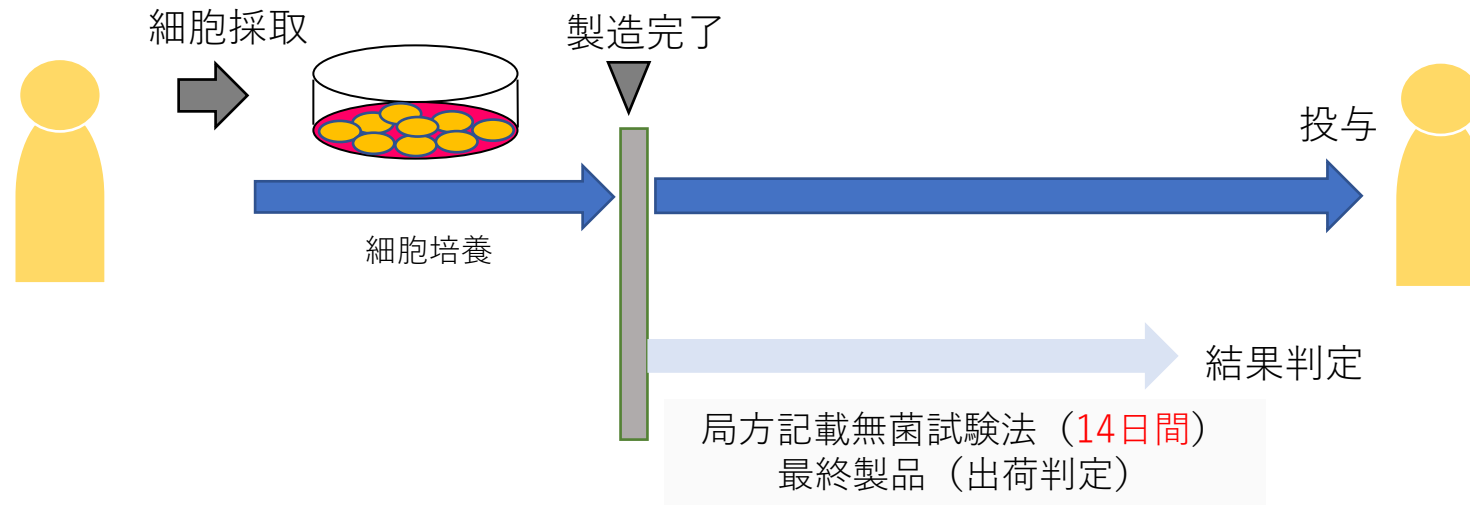 細胞採取
製造完了
投与
細胞培養
結果判定
局方記載無菌試験法（14日間）
最終製品（出荷判定）